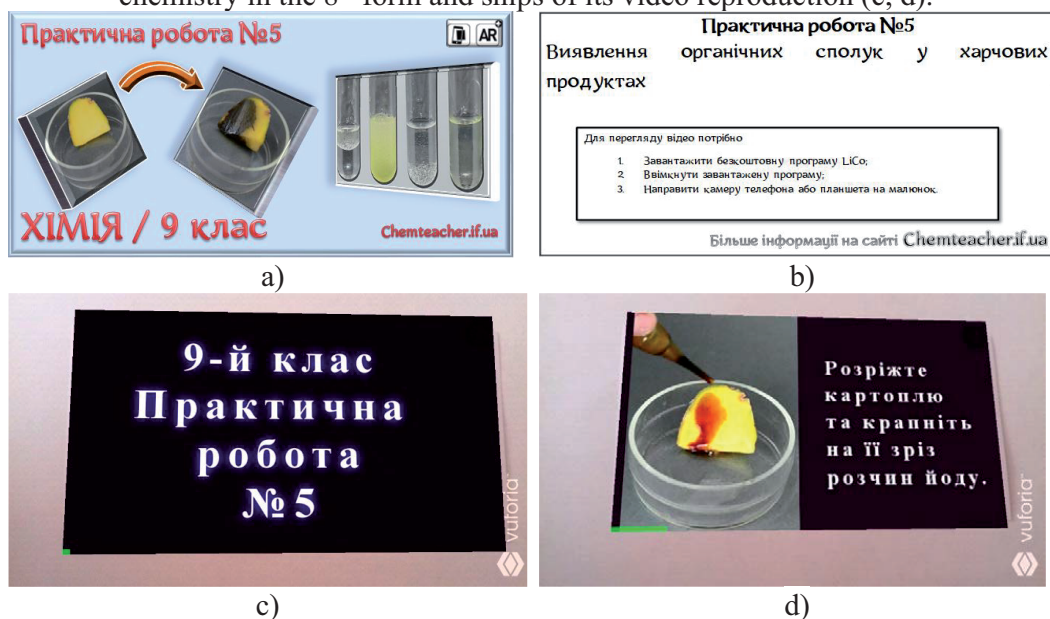 chemistry in the 8th form and snips of its video reproduction (c, d).
Практична робота №5
AR
ХІМІЯ / 9 клас
Chemteacher.if.ua
a)
Практична робота №5
Виявлення органічних сполук у харчових
продуктах
Для перегляду відео потрібно
1. Завантажити безкоштовну програму LiCo;
2. Ввімкнути завантажену програму;
3. Направити камеру телефона або планшета на малюнок.
Більше інформації на сайті Chemteacher.if.ua
b)
9-й клас
Практична
робота
№ 5
vuforia
c)
Розріжте
картоплю
та крапніть
на її зріз
розчин йоду.
vuforia
d)